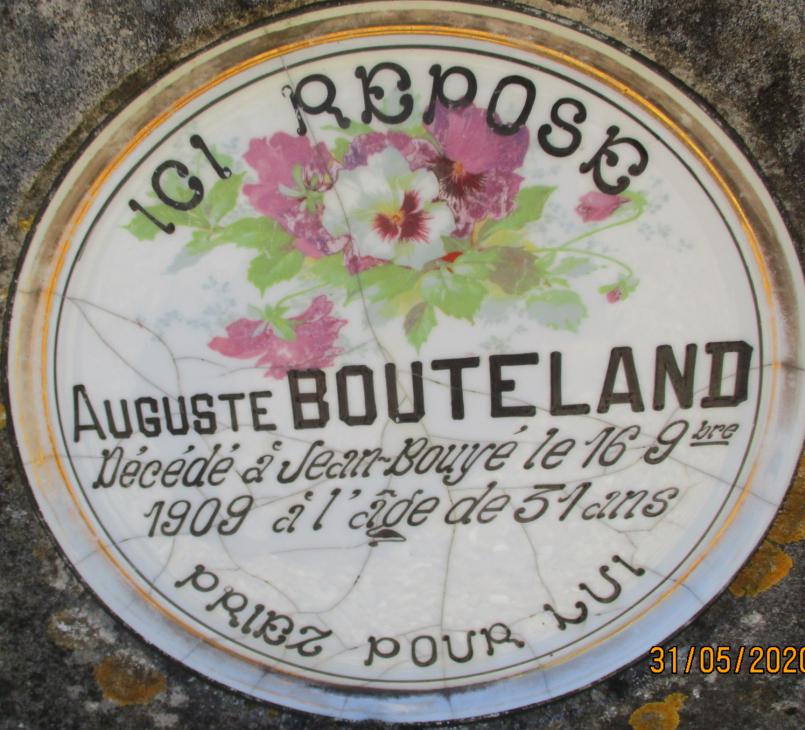 ICI REPOSE
AUGUSTE BOUTELAND
Décédé à Jean-Bouyé le 16 9bre
1909 à l'âge de 31 ans
PRIEZ POUR LUI
31/05/2020